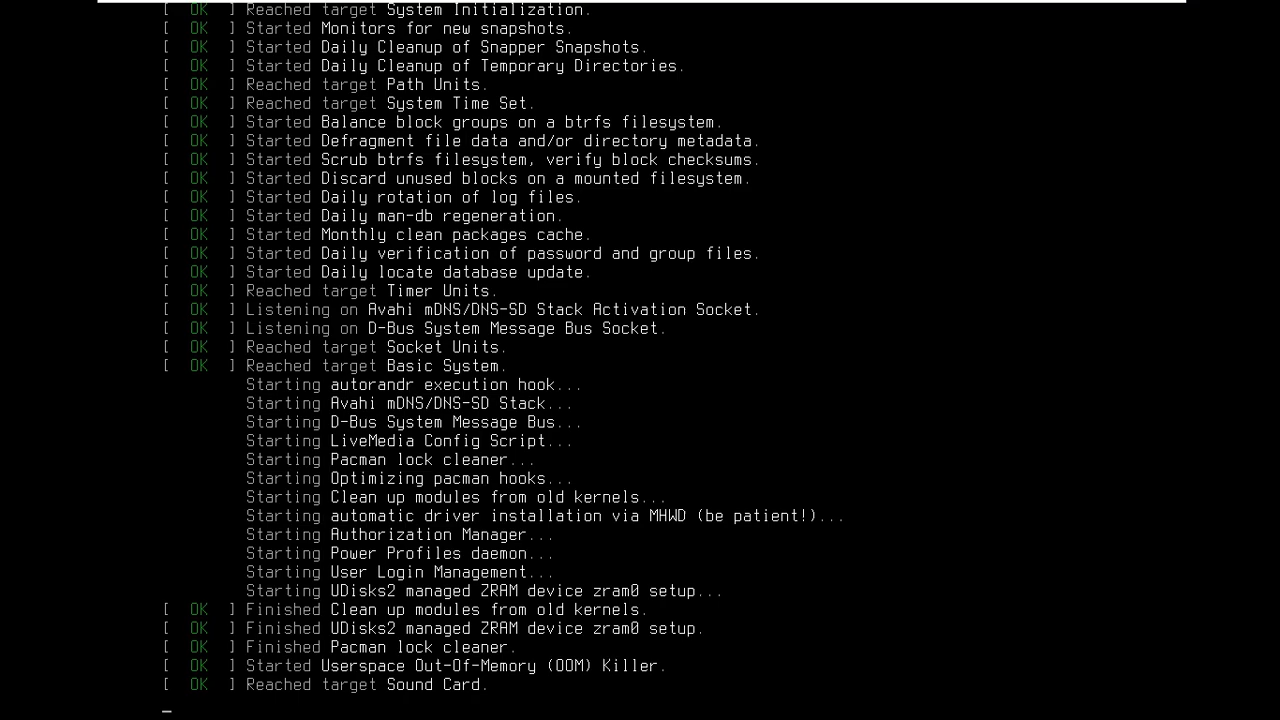 [  OK  ] Reached target System Initialization.
[  OK  ] Started Monitors for new snapshots.
[  OK  ] Started Daily Cleanup of Snapper Snapshots.
[  OK  ] Started Daily Cleanup of Temporary Directories.
[  OK  ] Reached target Path Units.
[  OK  ] Reached target System Time Set.
[  OK  ] Started Balance block groups on a btrfs filesystem.
[  OK  ] Started Defragment file data and/or directory metadata.
[  OK  ] Started Scrub btrfs filesystem, verify block checksums.
[  OK  ] Started Discard unused blocks on a mounted filesystem.
[  OK  ] Started Daily rotation of log files.
[  OK  ] Started Daily man-db regeneration.
[  OK  ] Started Monthly clean packages cache.
[  OK  ] Started Daily verification of password and group files.
[  OK  ] Started Daily locate database update.
[  OK  ] Reached target Timer Units.
[  OK  ] Listening on Avahi mDNS/DNS-SD Stack Activation Socket.
[  OK  ] Listening on D-Bus System Message Bus Socket.
[  OK  ] Reached target Socket Units.
[  OK  ] Reached target Basic System.
Starting autorandr execution hook...
Starting Avahi mDNS/DNS-SD Stack...
Starting D-Bus System Message Bus...
Starting LiveMedia Config Script...
Starting Pacman lock cleaner...
Starting Optimizing pacman hooks...
Starting Clean up modules from old kernels...
Starting automatic driver installation via MHWD (be patient!)...
Starting Authorization Manager...
Starting Power Profiles daemon...
Starting User Login Management...
Starting UDisks2 managed ZRAM device zram0 setup...
[  OK  ] Finished Clean up modules from old kernels.
[  OK  ] Finished UDisks2 managed ZRAM device zram0 setup.
[  OK  ] Finished Pacman lock cleaner.
[  OK  ] Started Userspace Out-Of-Memory (OOM) Killer.
[  OK  ] Reached target Sound Card.
_